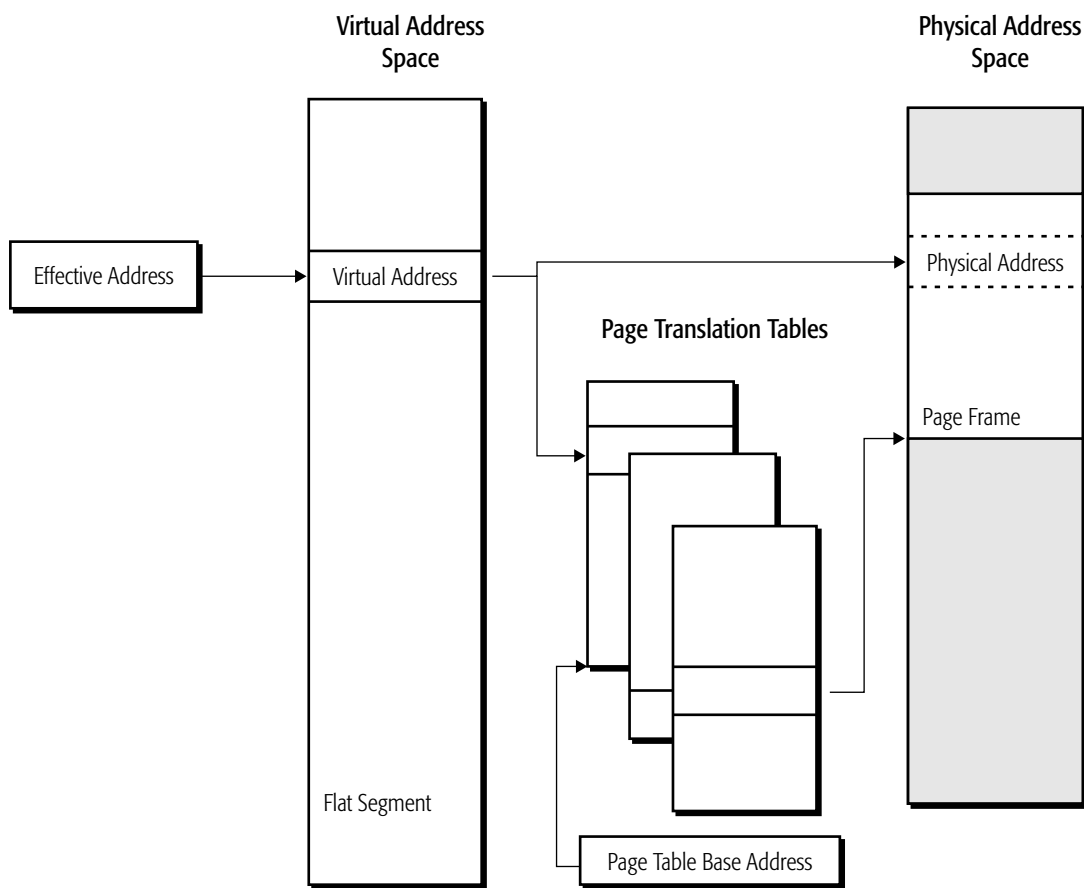 Virtual Address
Space
Physical Address
Space
Effective Address
Virtual Address
Physical Address
Page Translation Tables
Page Frame
Flat Segment
Page Table Base Address